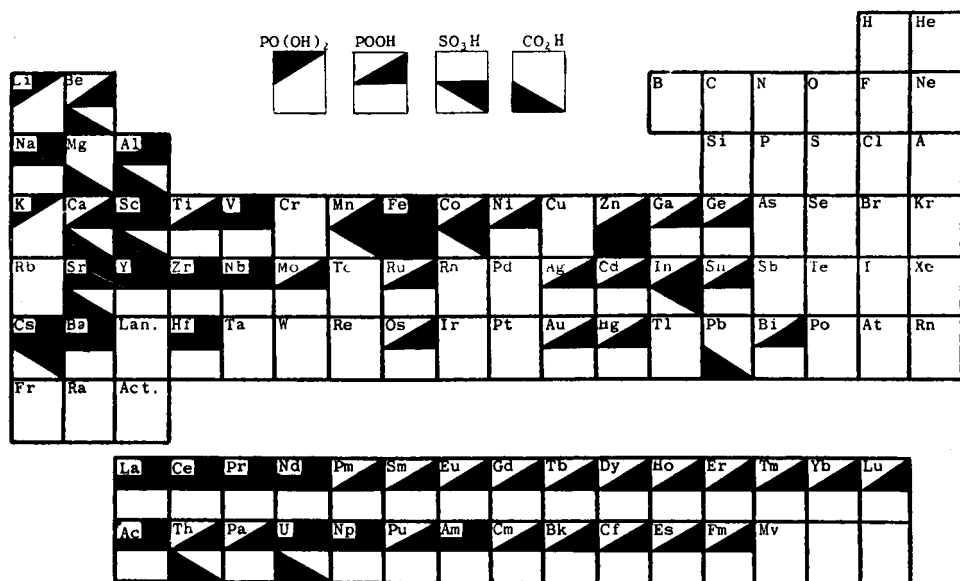 H He
PO(OH)₂ POOH SO₃H CO₂H
Li Be B C N O F Ne
Na Mg Al Si P S Cl A
K Ca Sc Ti V Cr Mn Fe Co Ni Cu Zn Ga Ge As Se Br Kr
Rb Sr Y Zr Nb Mo Tc Ru Rh Pd Ag Cd In Sn Sb Te I Xe
Cs Ba Lan. Hf Ta W Re Os Ir Pt Au Hg Tl Pb Bi Po At Rn
Fr Ra Act.
La Ce Pr Nd Pm Sm Eu Gd Tb Dy Ho Er Tm Yb Lu
Ac Th Pa U Np Pu Am Cm Bk Cf Es Fm Mv